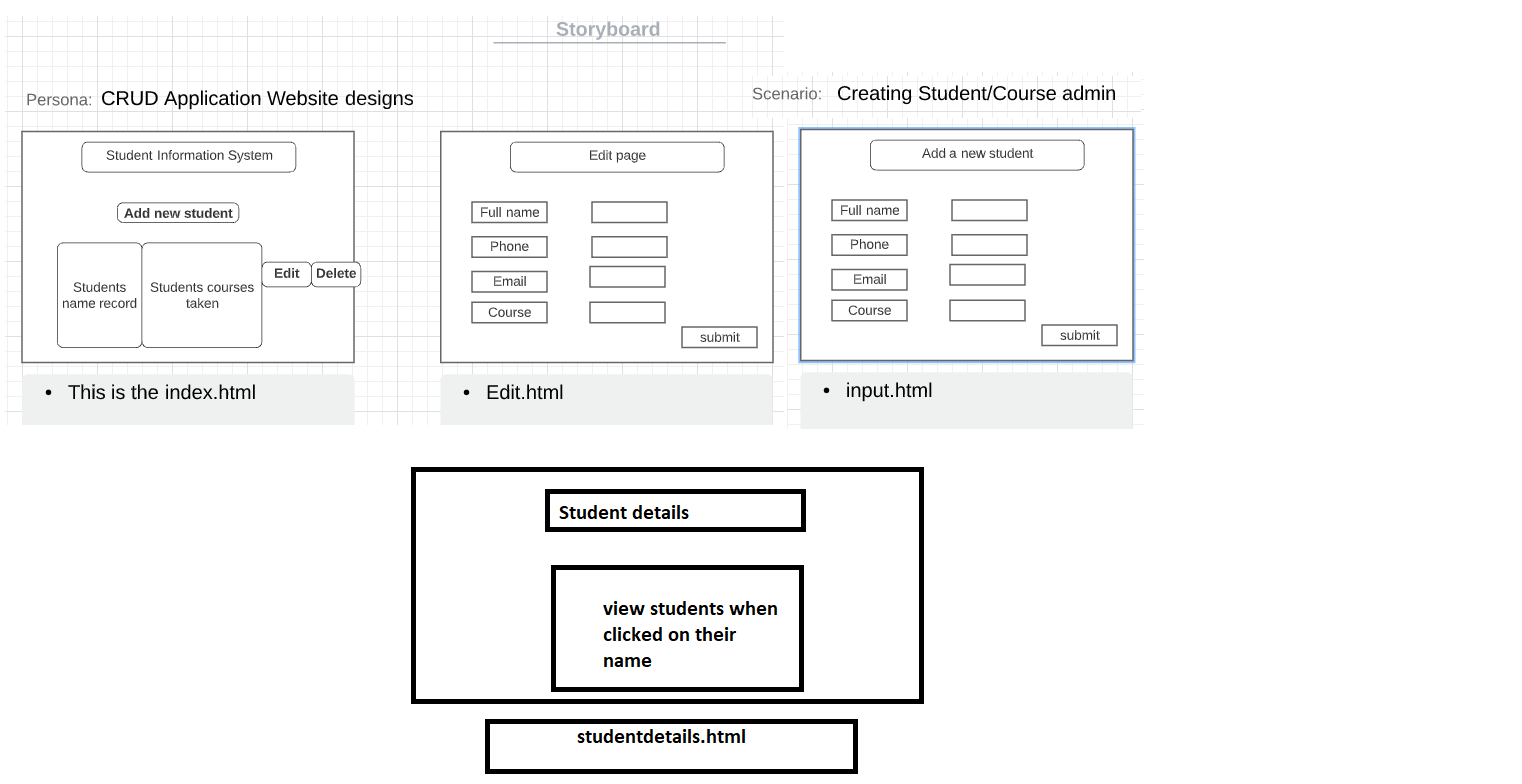 Storyboard
Persona: CRUD Application Website designs
Scenario: Creating Student/Course admin
Student Information System
Add new student
Students
name record
Students courses
taken
Edit
Delete
• This is the index.html
Edit page
Full name
Phone
Email
Course
submit
• Edit.html
Add a new student
Full name
Phone
Email
Course
submit
• input.html
Student details
view students when
clicked on their
name
studentdetails.html